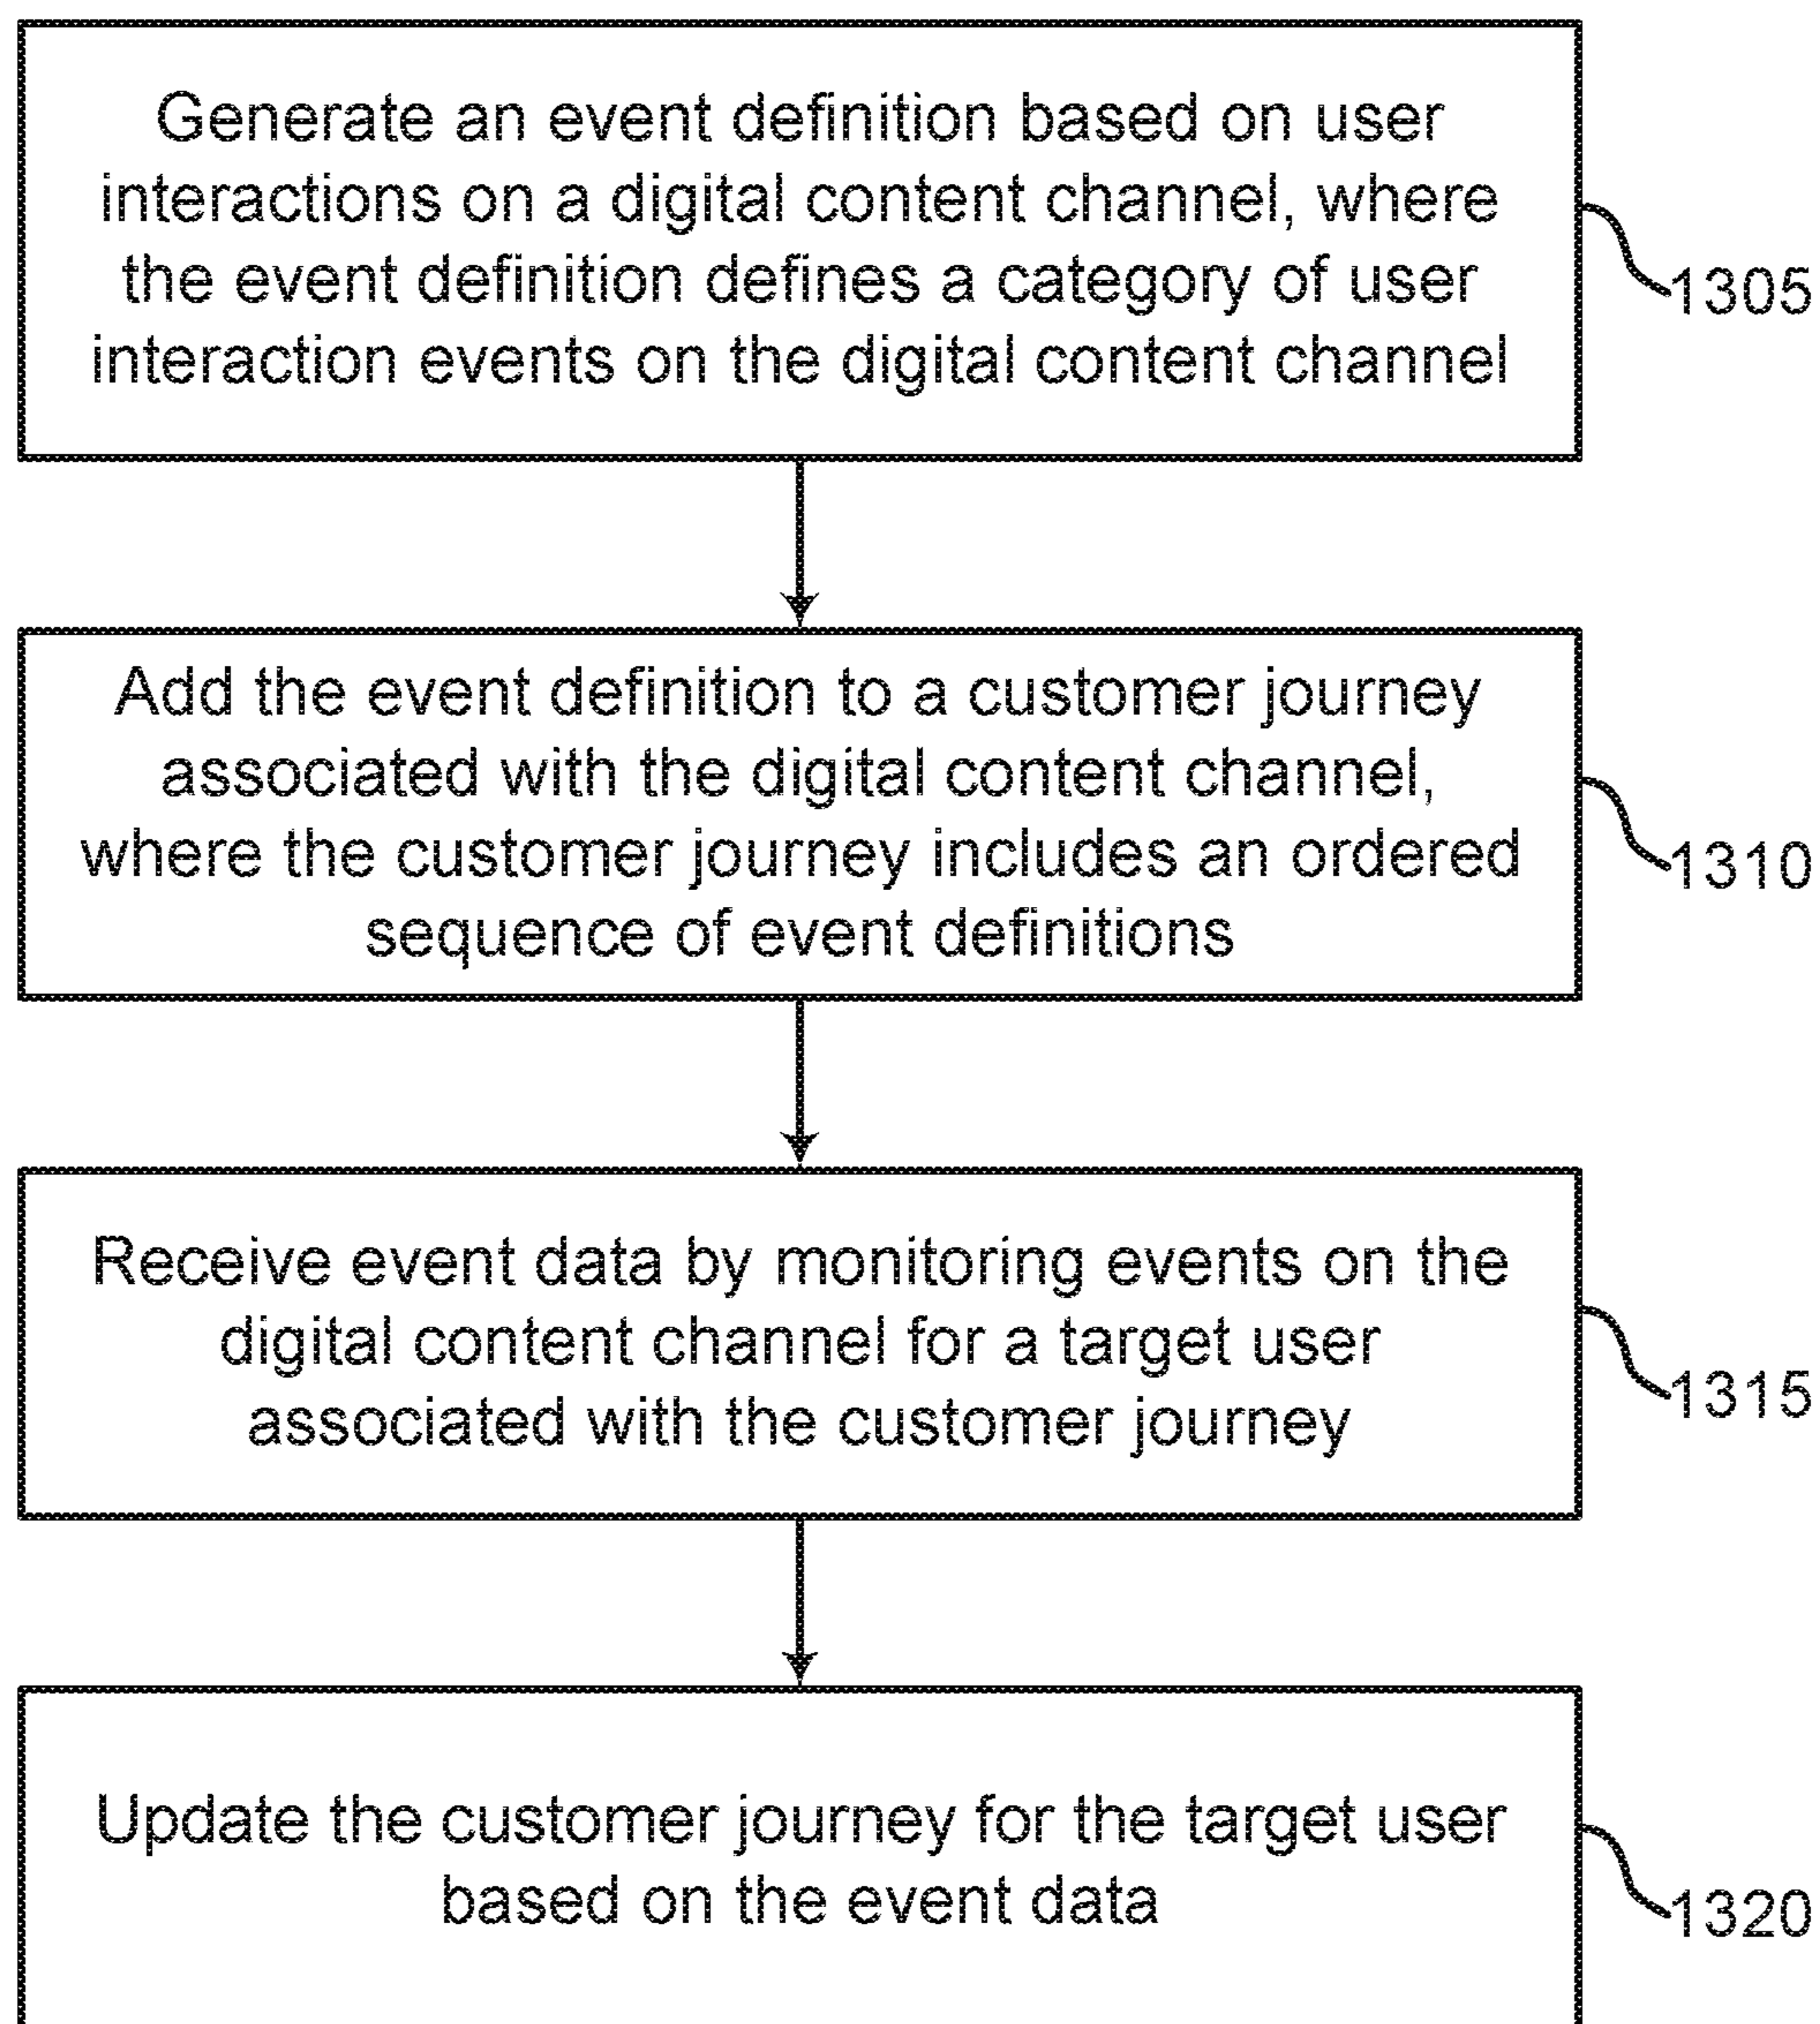 Generate an event definition based on user
interactions on a digital content channel, where
the event definition defines a category of user
interaction events on the digital content channel
1305
Add the event definition to a customer journey
associated with the digital content channel,
where the customer journey includes an ordered
sequence of event definitions
1310
Receive event data by monitoring events on the
digital content channel for a target user
associated with the customer journey
1315
Update the customer journey for the target user
based on the event data
1320